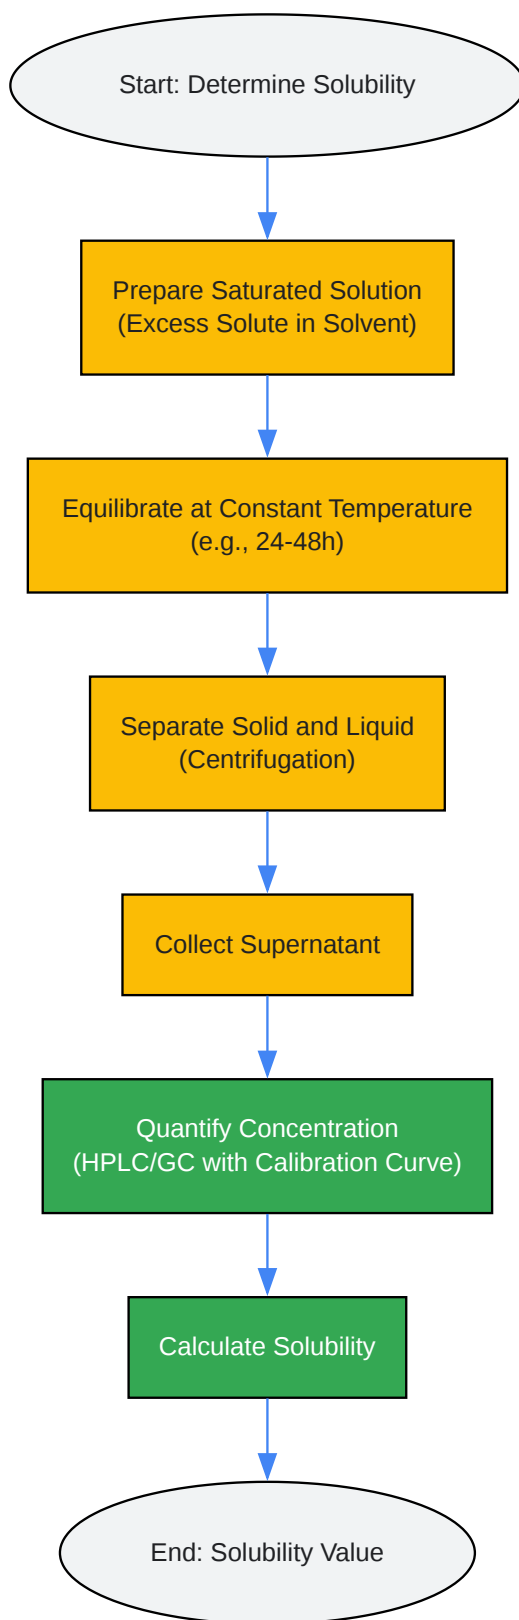 Start: Determine Solubility
Prepare Saturated Solution
(Excess Solute in Solvent)
Equilibrate at Constant Temperature
(e.g., 24-48h)
Separate Solid and Liquid
(Centrifugation)
Collect Supernatant
Quantify Concentration
(HPLC/GC with Calibration Curve)
Calculate Solubility
End: Solubility Value